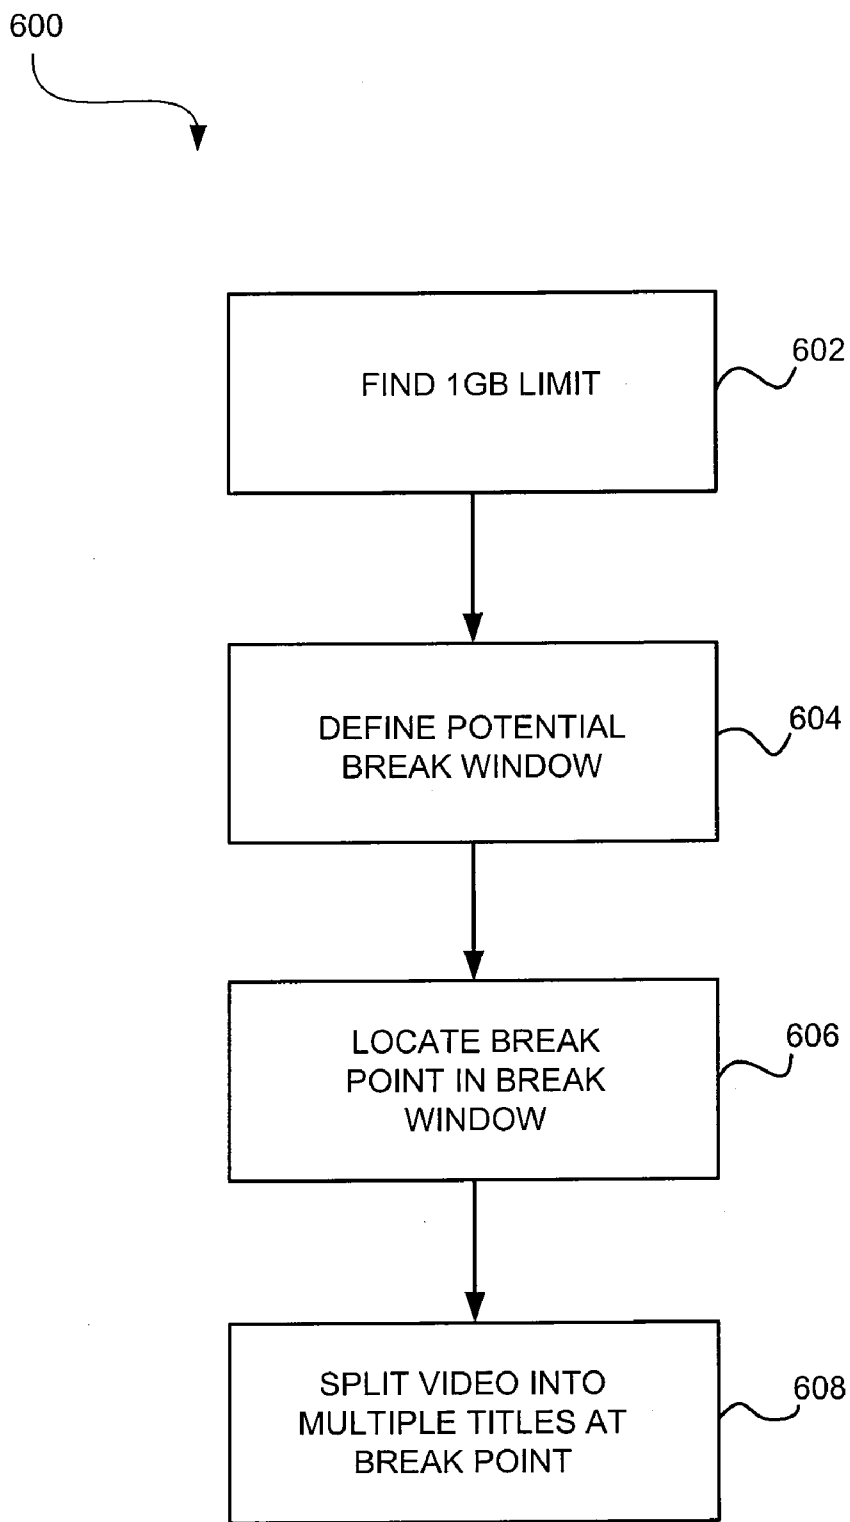 600
602
FIND 1GB LIMIT
604
DEFINE POTENTIAL
BREAK WINDOW
606
LOCATE BREAK
POINT IN BREAK
WINDOW
608
SPLIT VIDEO INTO
MULTIPLE TITLES AT
BREAK POINT